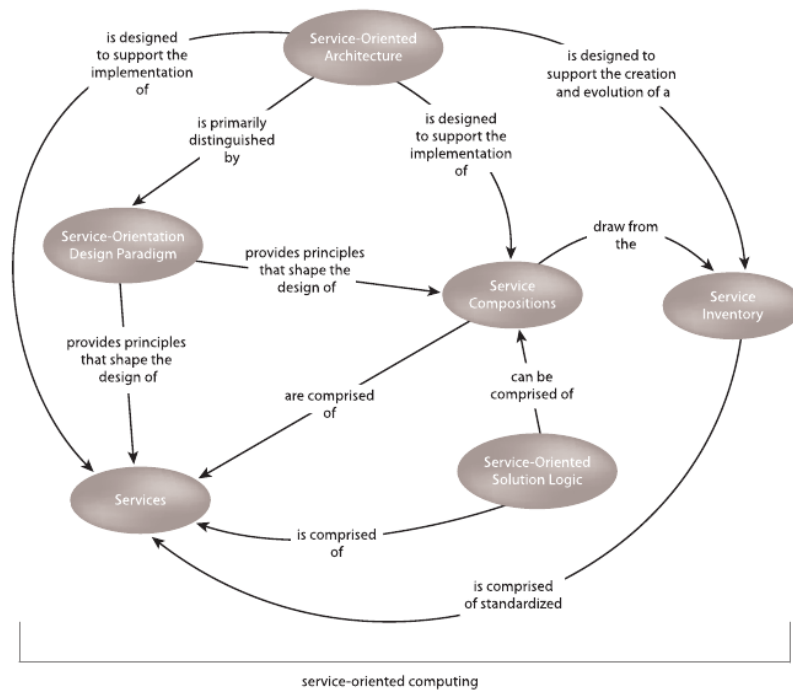 is designed
to support the
implementation
of
Service-Oriented
Architecture
is designed to
support the creation
and evolution of a
is primarily
distinguished
by
is designed
to support the
implementation
of
Service-Orientation
Design Paradigm
provides principles
that shape the
design of
draw from
the
Service
Compositions
Service
Inventory
provides principles
that shape the
design of
are comprised
of
can be
comprised of
Service-Oriented
Solution Logic
Services
is comprised
of
is comprised
of standardized
service-oriented computing